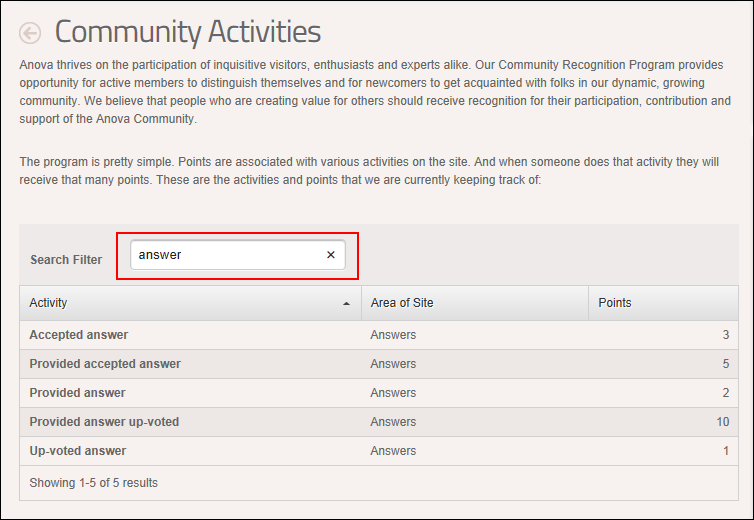 Community Activities
Anova thrives on the participation of inquisitive visitors, enthusiasts and experts alike. Our Community Recognition Program provides
opportunity for active members to distinguish themselves and for newcomers to get acquainted with folks in our dynamic, growing
community. We believe that people who are creating value for others should receive recognition for their participation, contribution and
support of the Anova Community.
The program is pretty simple. Points are associated with various activities on the site. And when someone does that activity they will
receive that many points. These are the activities and points that we are currently keeping track of:
Search Filter answer ×
Activity Area of Site Points
Accepted answer Answers 3
Provided accepted answer Answers 5
Provided answer Answers 2
Provided answer up-voted Answers 10
Up-voted answer Answers 1
Showing 1-5 of 5 results